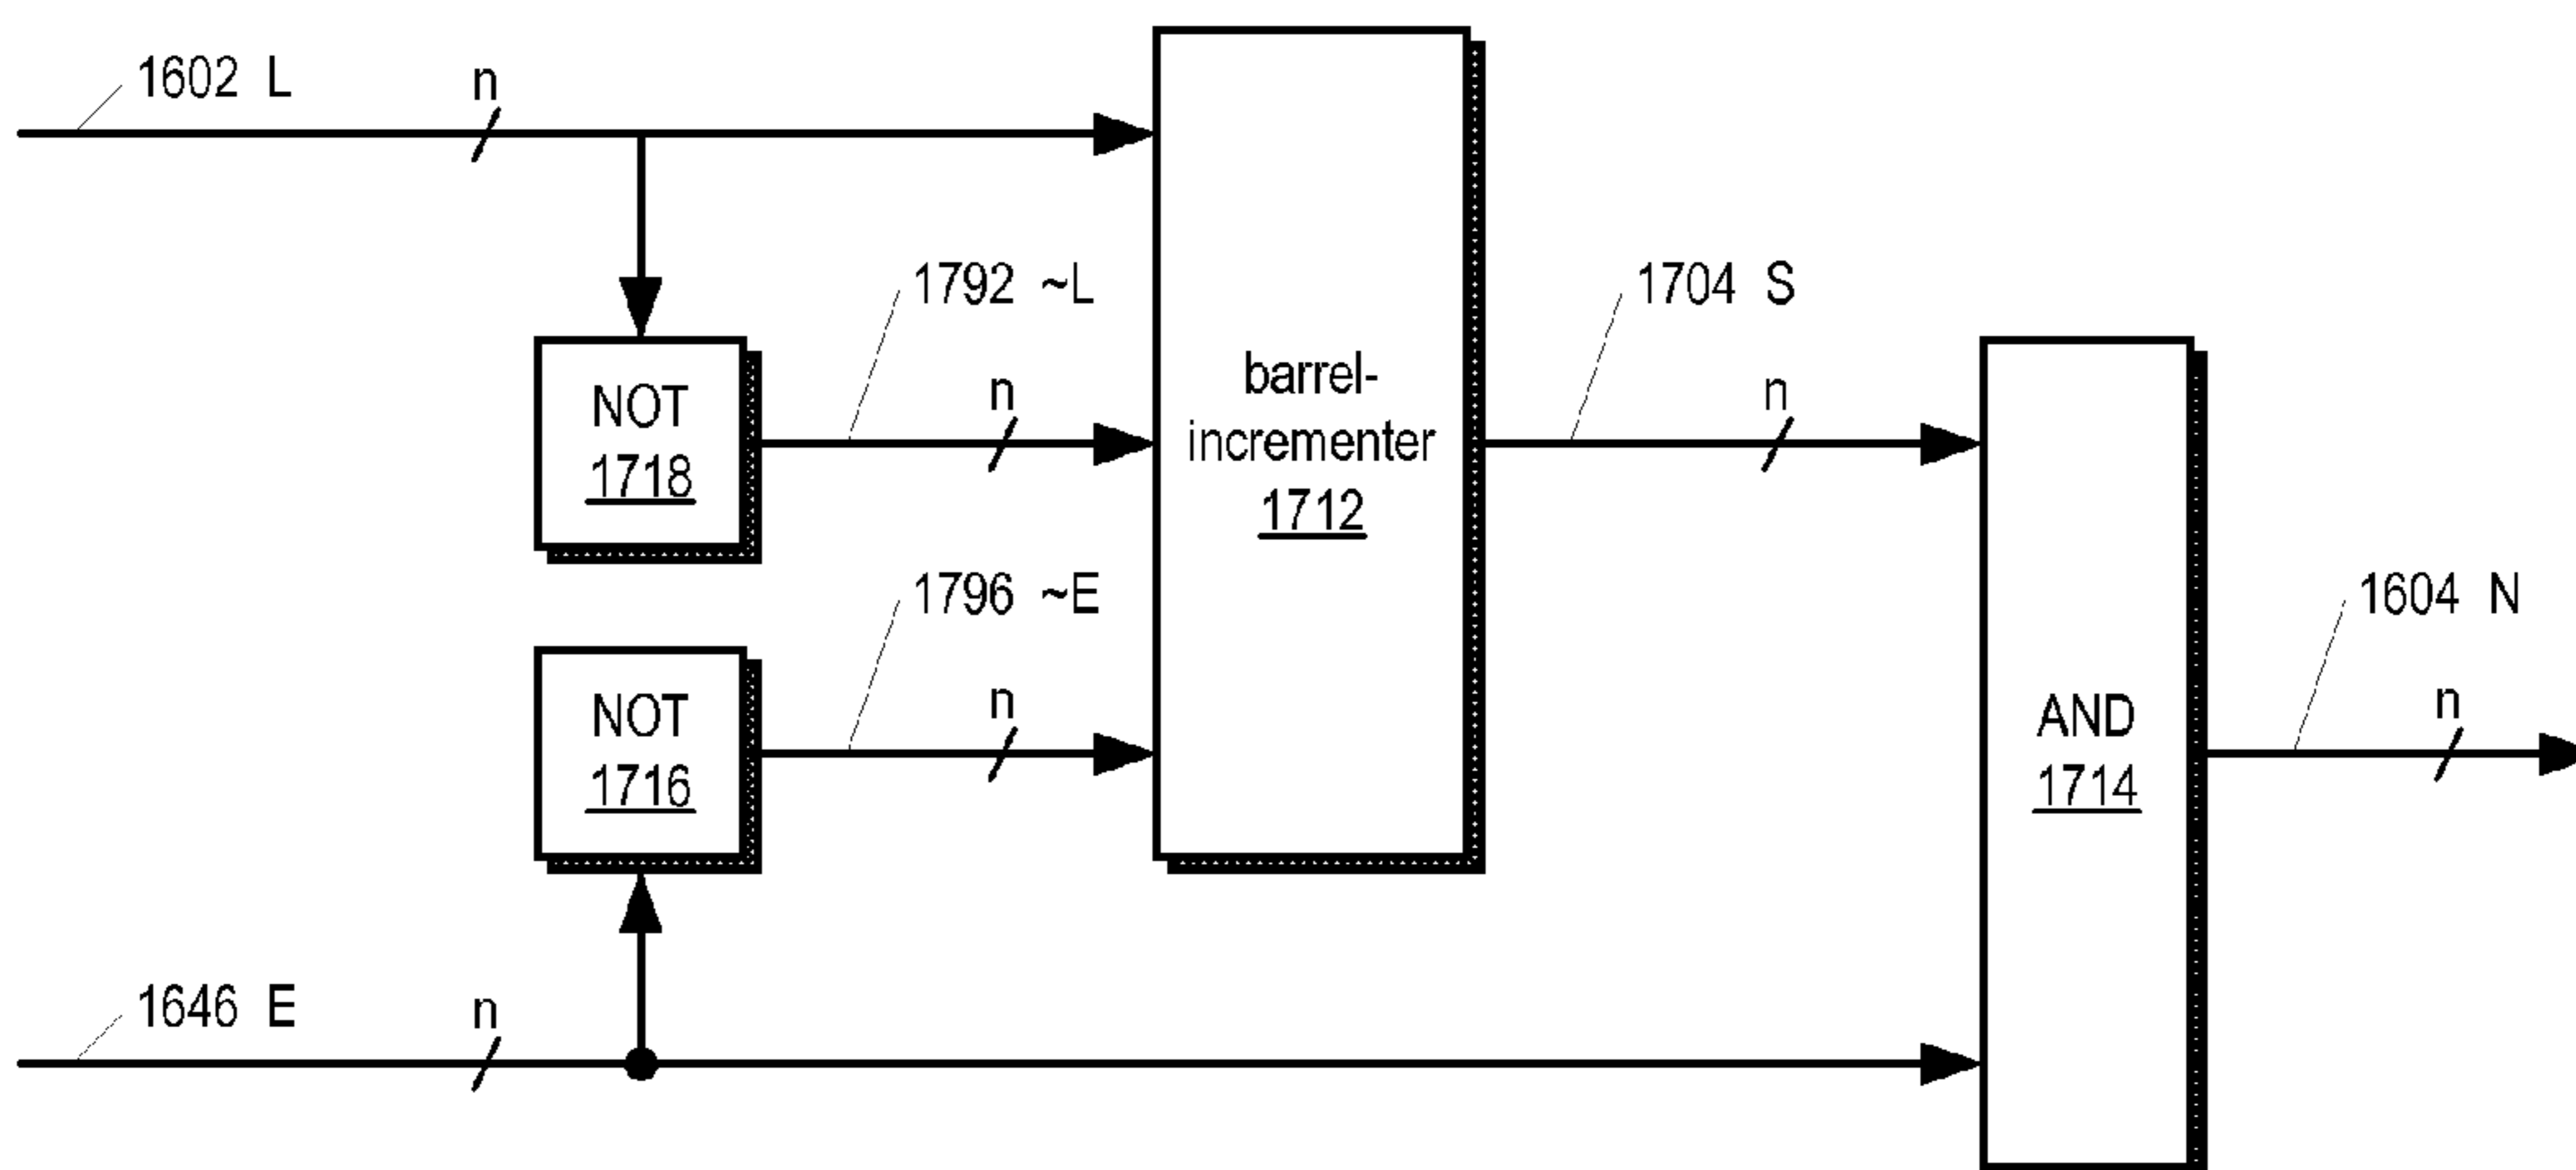 1602 L
n
1792 ~L
1704 S
NOT
1718
n
barrel-
incrementer
1712
n
1796 ~E
1604 N
NOT
1716
n
AND
1714
n
1646 E
n